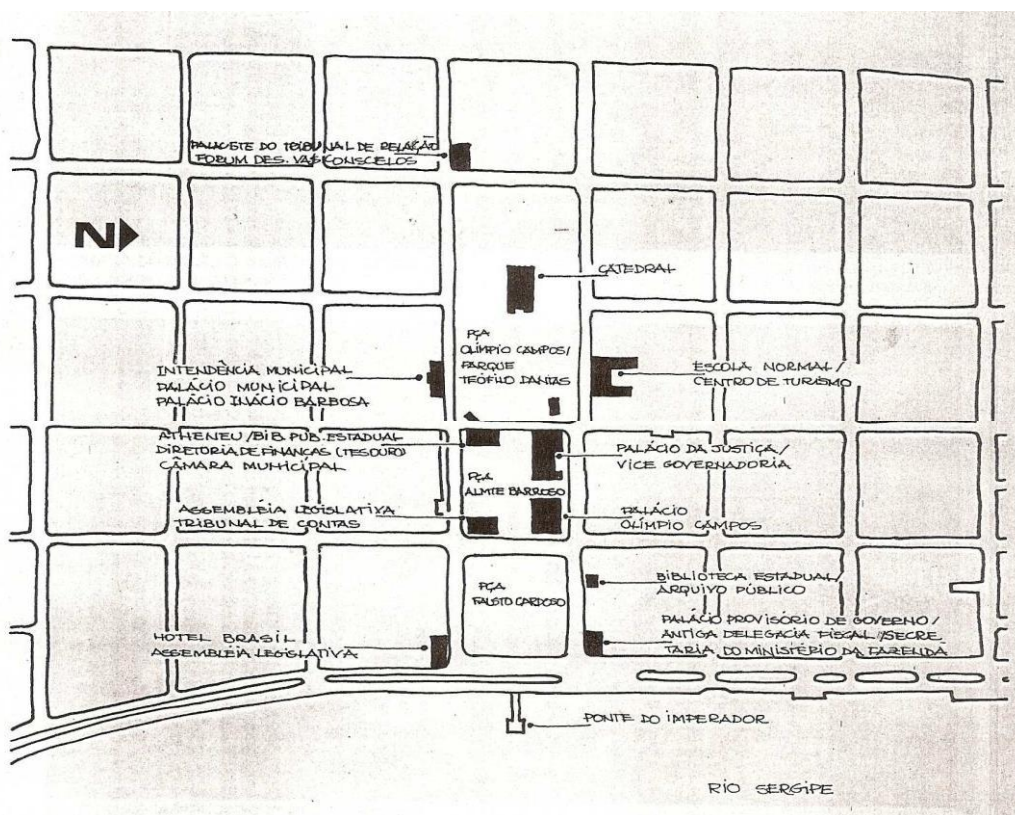 PALACETE DO TRIBUNAL DE RELAÇÃO
FORUM DES. VASCONSCELOS
N
CATEDRAL
PÇA
OLÍMPIO CAMPOS/
PARQUE
TEÓFILO DANTAS
INTENDÊNCIA MUNICIPAL
PALÁCIO MUNICIPAL
PALÁCIO INÁCIO BARBOSA
ESCOLA NORMAL/
CENTRO DE TURISMO
ATHENEU/BIB. PUB. ESTADUAL
DIRETORIA DE FINANÇAS (TESOURO)
CÂMARA MUNICIPAL
PALÁCIO DA JUSTIÇA/
VICE GOVERNADORIA
PÇA
ALMTE BARROSO
ASSEMBLÉIA LEGISLATIVA
TRIBUNAL DE CONTAS
PALÁCIO
OLÍMPIO CAMPOS
PÇA
FAUSTO CARDOSO
BIBLIOTECA ESTADUAL/
ARQUIVO PÚBLICO
HOTEL BRASIL
ASSEMBLÉIA LEGISLATIVA
PALÁCIO PROVISÓRIO DE GOVERNO/
ANTIGA DELEGACIA FISCAL/SECRE
TARIA DO MINISTÉRIO DA FAZENDA
PONTE DO IMPERADOR
RIO SERGIPE